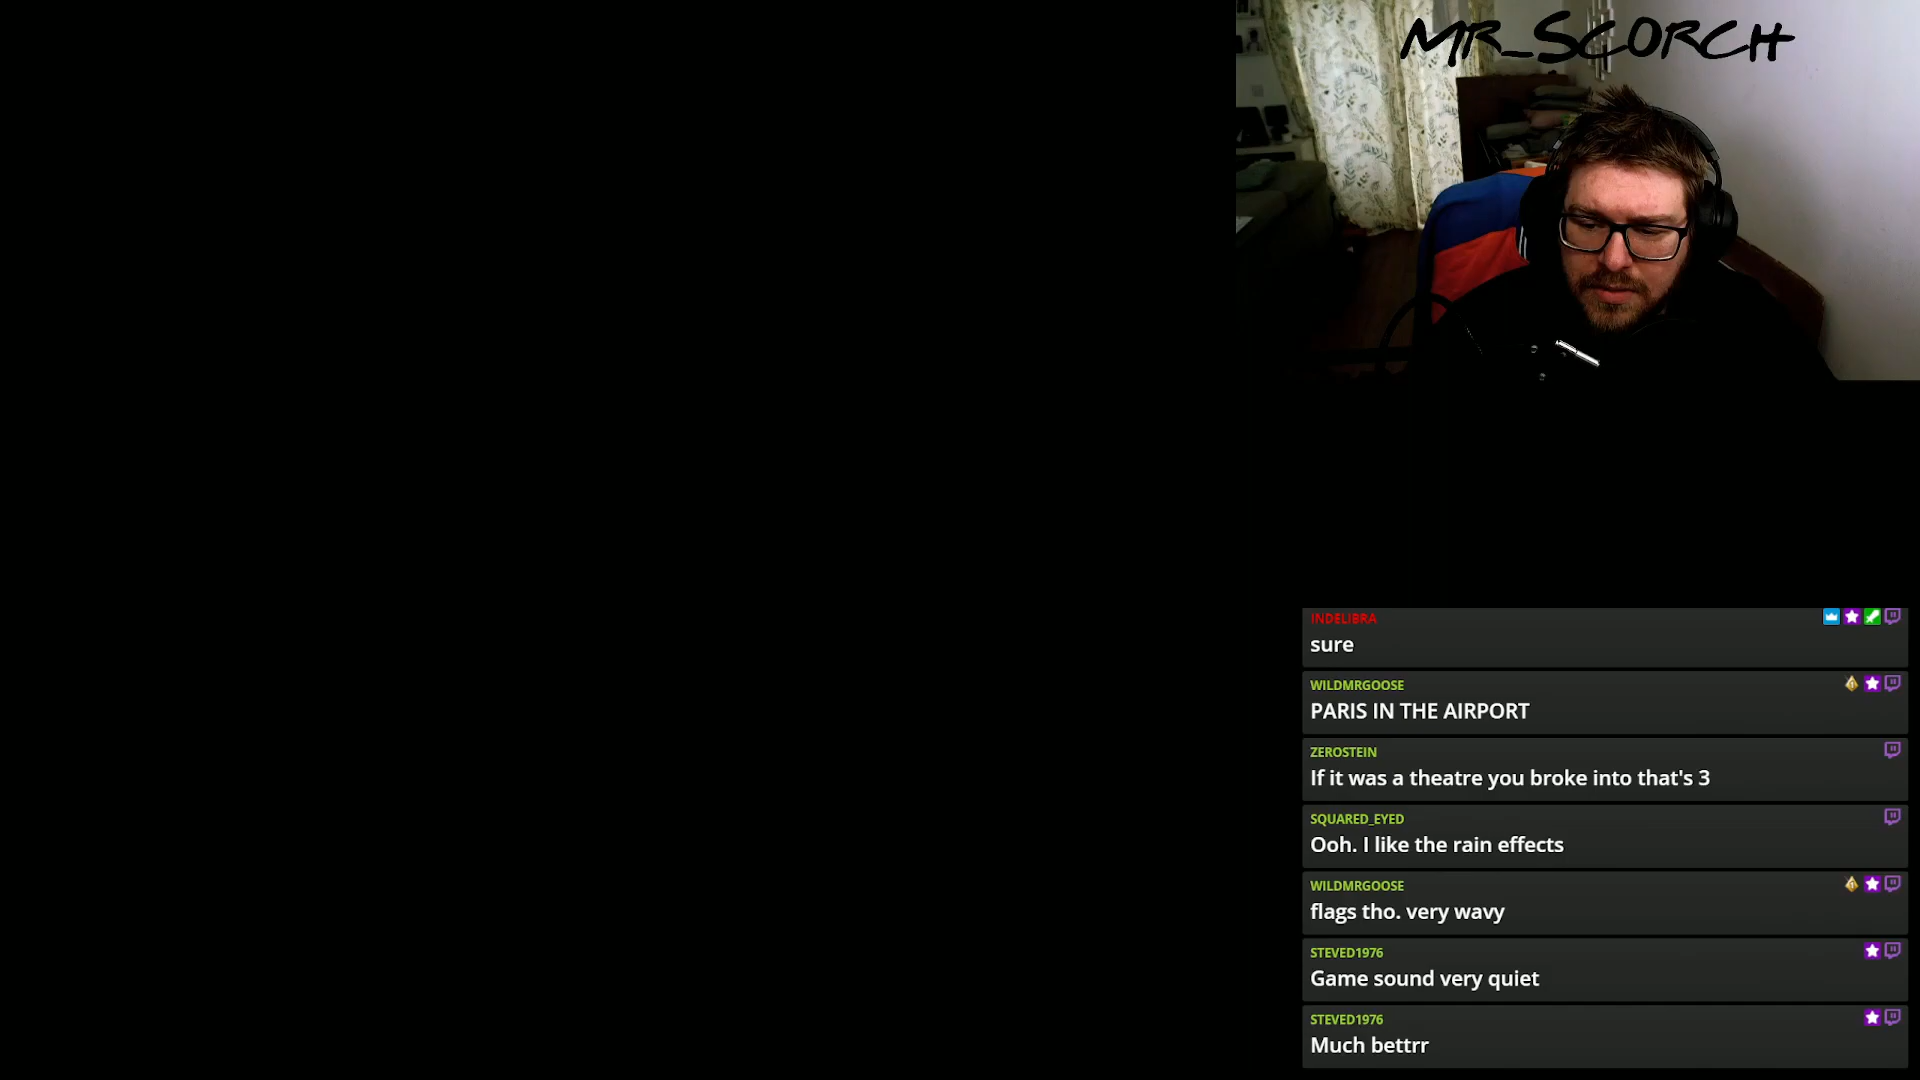 MR_SCORCH
INDELIBRA
sure
WILDMRGOOSE
PARIS IN THE AIRPORT
ZEROSTEIN
If it was a theatre you broke into that's 3
SQUARED_EYED
Ooh. I like the rain effects
WILDMRGOOSE
flags tho. very wavy
STEVED1976
Game sound very quiet
STEVED1976
Much bettrr